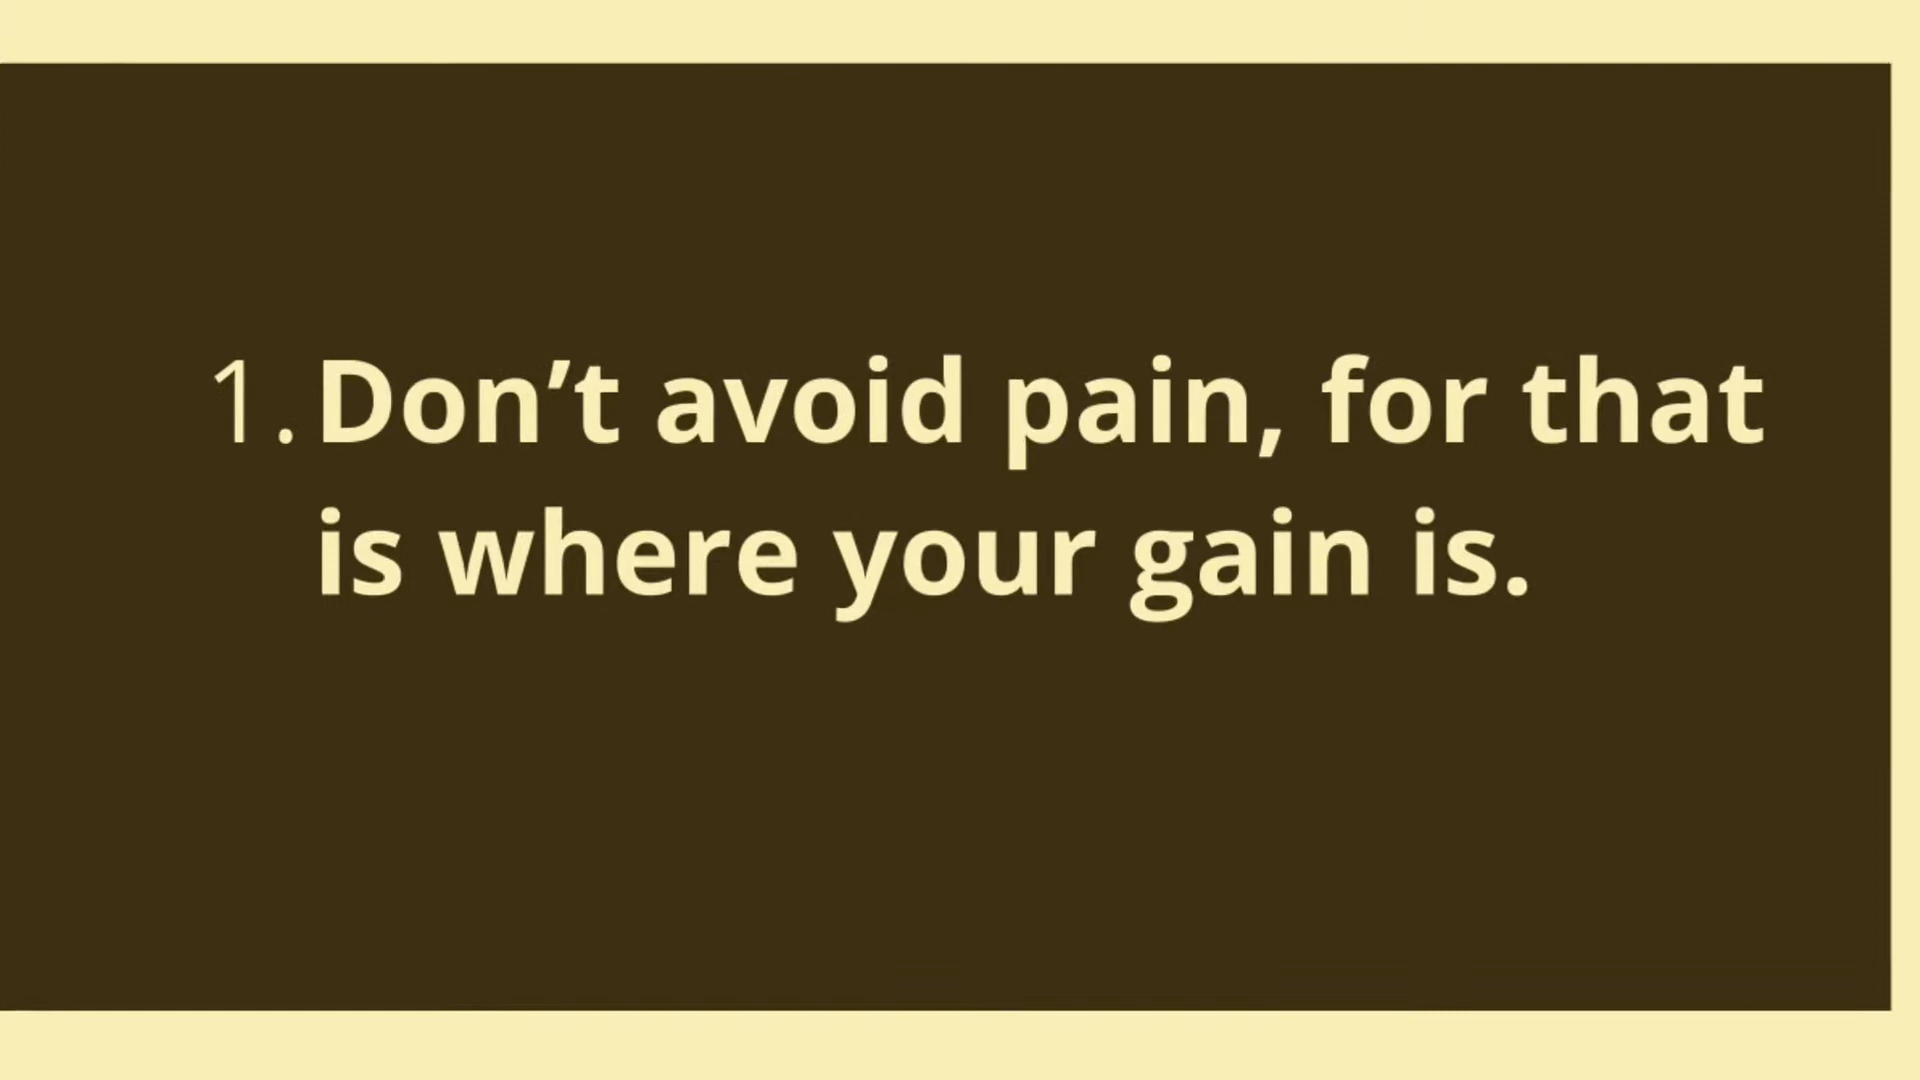 1. Don’t avoid pain, for that
is where your gain is.